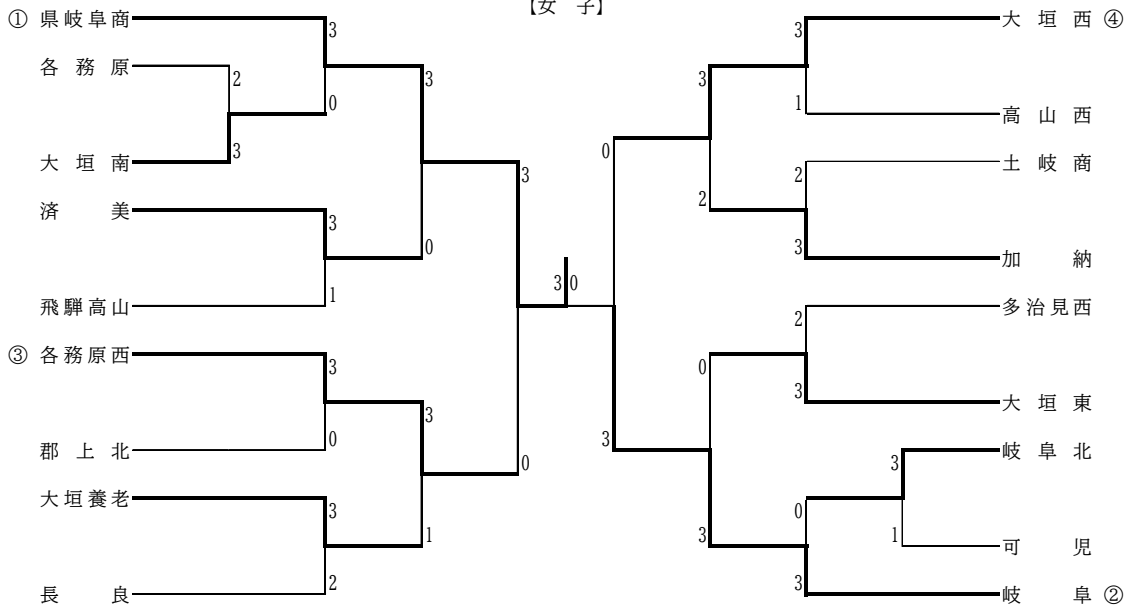 【女 子】
① 県岐阜商 3 3 大垣西 ④
各務原 2 3 3
0 1
高山西
大垣南 3 0 土岐商
3 2
済美 2
3 0 3 加納
3 0
飛騨高山 1 2 多治見西
③ 各務原西 3 0
3 3 大垣東
郡上北 0 0 3 3 岐阜北
大垣養老 3 0
1 3 1 可児
長良 2 3 岐阜 ②